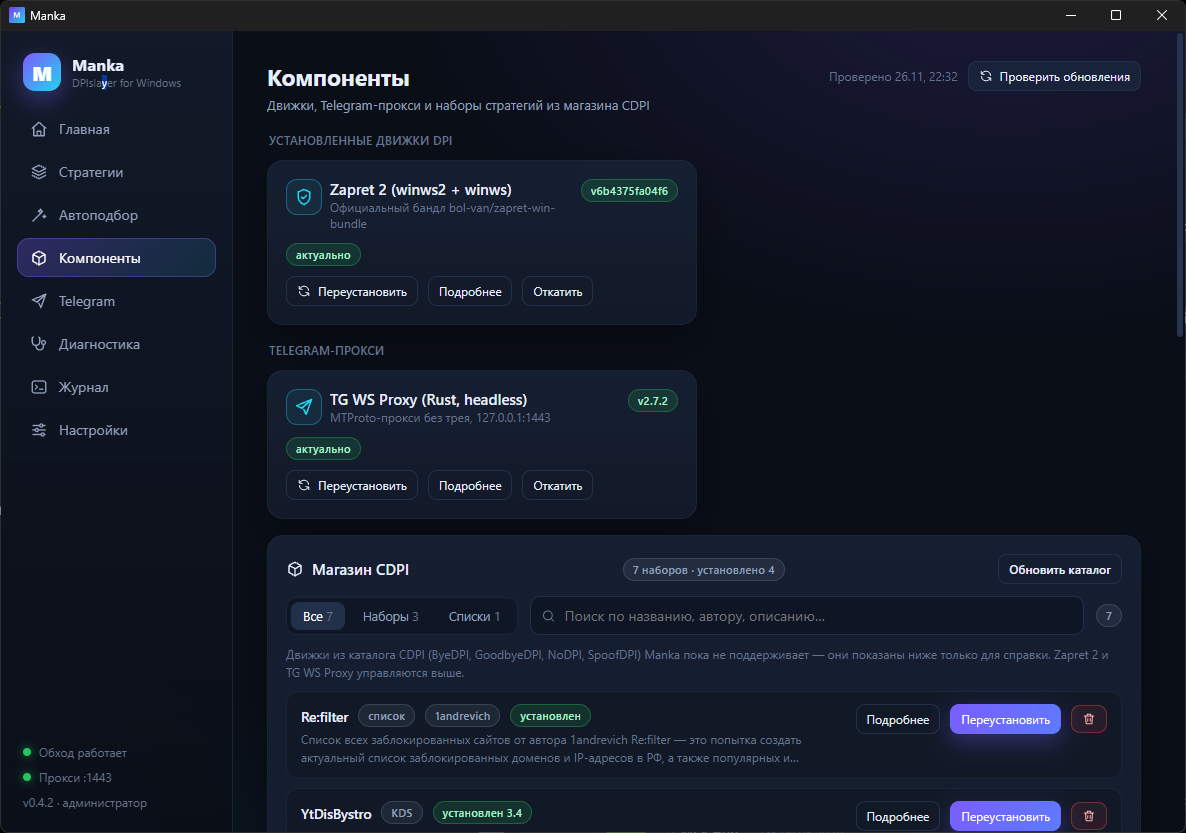 M Manka
M
Manka
DPIslayer for Windows
Главная
Стратегии
Автоподбор
Компоненты
Telegram
Диагностика
Журнал
Настройки
Обход работает
Прокси :1443
v0.4.2 · администратор
Компоненты
Проверено 26.11, 22:32
Проверить обновления
Движки, Telegram-прокси и наборы стратегий из магазина CDPI
УСТАНОВЛЕННЫЕ ДВИЖКИ DPI
Zapret 2 (winws2 + winws)
v6b4375fa04f6
Официальный бандл bol-van/zapret-win-
bundle
актуально
Переустановить Подробнее Откатить
TELEGRAM-ПРОКСИ
TG WS Proxy (Rust, headless)
v2.7.2
MTProto-прокси без трея, 127.0.0.1:1443
актуально
Переустановить Подробнее Откатить
Магазин CDPI
7 наборов · установлено 4
Обновить каталог
Все 7 Наборы 3 Списки 1
Поиск по названию, автору, описанию...
7
Движки из каталога CDPI (ByeDPI, GoodbyeDPI, NoDPI, SpoofDPI) Manka пока не поддерживает — они показаны ниже только для справки. Zapret 2 и
TG WS Proxy управляются выше.
Re:filter список 1andrevich установлен
Подробнее Переустановить
Список всех заблокированных сайтов от автора 1andrevich Re:filter — это попытка создать
актуальный список заблокированных доменов и IP-адресов в РФ, а также популярных и...
YtDisBystro KDS установлен 3.4
Подробнее Переустановить